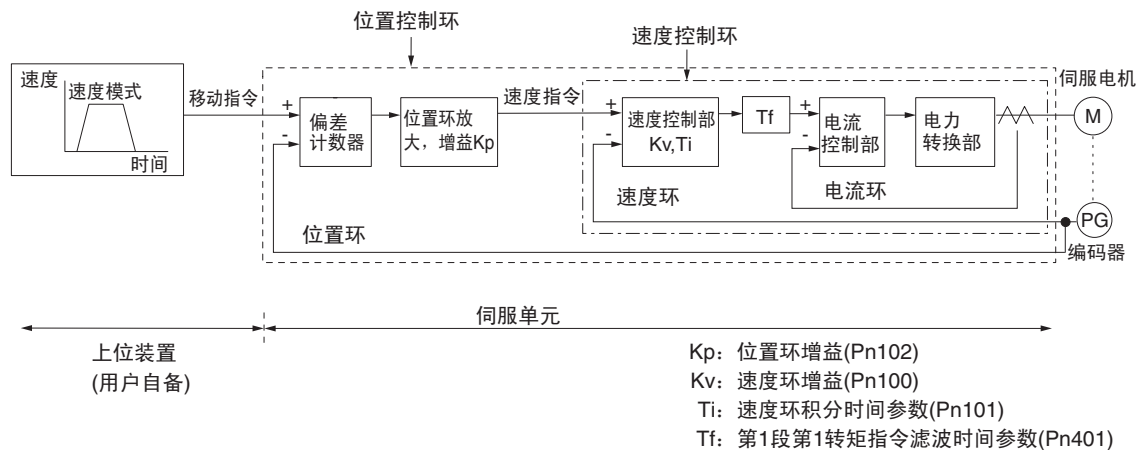 位置控制环
速度控制环
速度
速度模式
时间
移动指令
+
-
偏差
计数器
位置环放
大，增益Kp
速度指令
+
-
速度控制部
Kv,Ti
Tf
+
-
电流
控制部
电力
转换部
伺服电机
M
速度环
电流环
位置环
PG
编码器
伺服单元
上位装置
(用户自备)
Kp：位置环增益(Pn102)
Kv：速度环增益(Pn100)
Ti：速度环积分时间参数(Pn101)
Tf：第1段第1转矩指令滤波时间参数(Pn401)